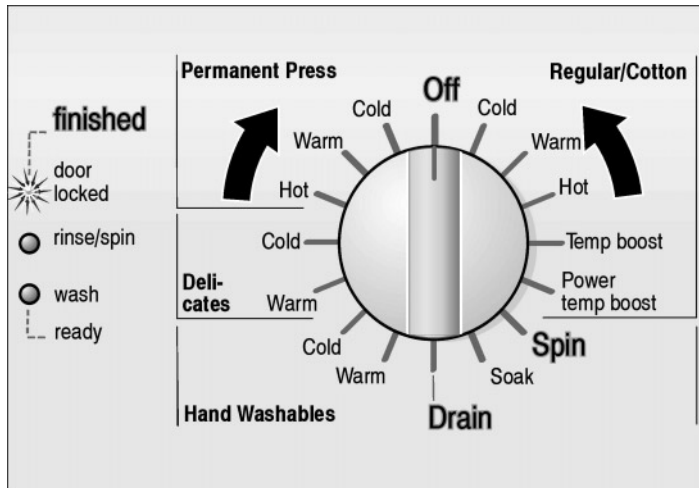 finished
door
locked
rinse/spin
wash
ready
Permanent Press
Cold
Warm
Hot
Off
Regular/Cotton
Cold
Warm
Hot
Temp boost
Power
temp boost
Deli-
cates
Cold
Warm
Hand Washables
Cold
Warm
Drain
Soak
Spin